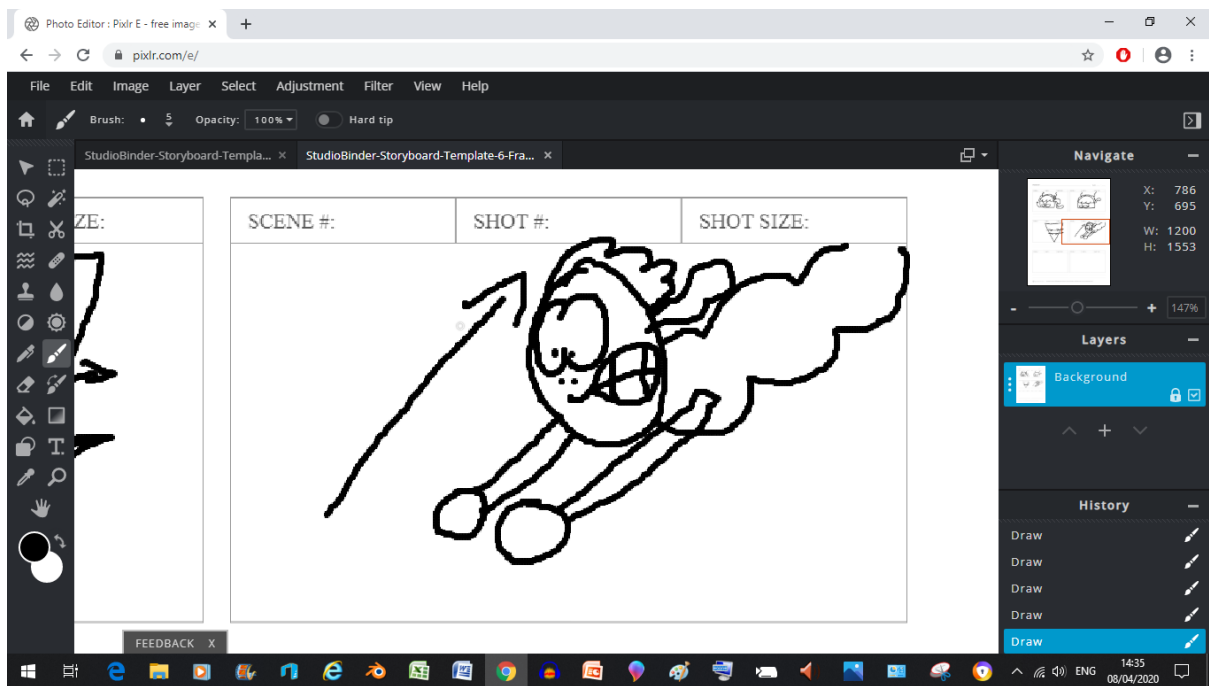 Photo Editor : Pixlr E - free image
pixlr.com/e/
File Edit Image Layer Select Adjustment Filter View Help
Brush: 5 Opacity: 100% Hard tip
StudioBinder-Storyboard-Templa... × StudioBinder-Storyboard-Template-6-Fra... ×
Navigate
X: 786
Y: 695
W: 1200
H: 1553
147%
ZE:
SCENE #: SHOT #: SHOT SIZE:
Layers
Background
History
Draw
Draw
Draw
Draw
Draw
FEEDBACK X
ENG 14:35
08/04/2020